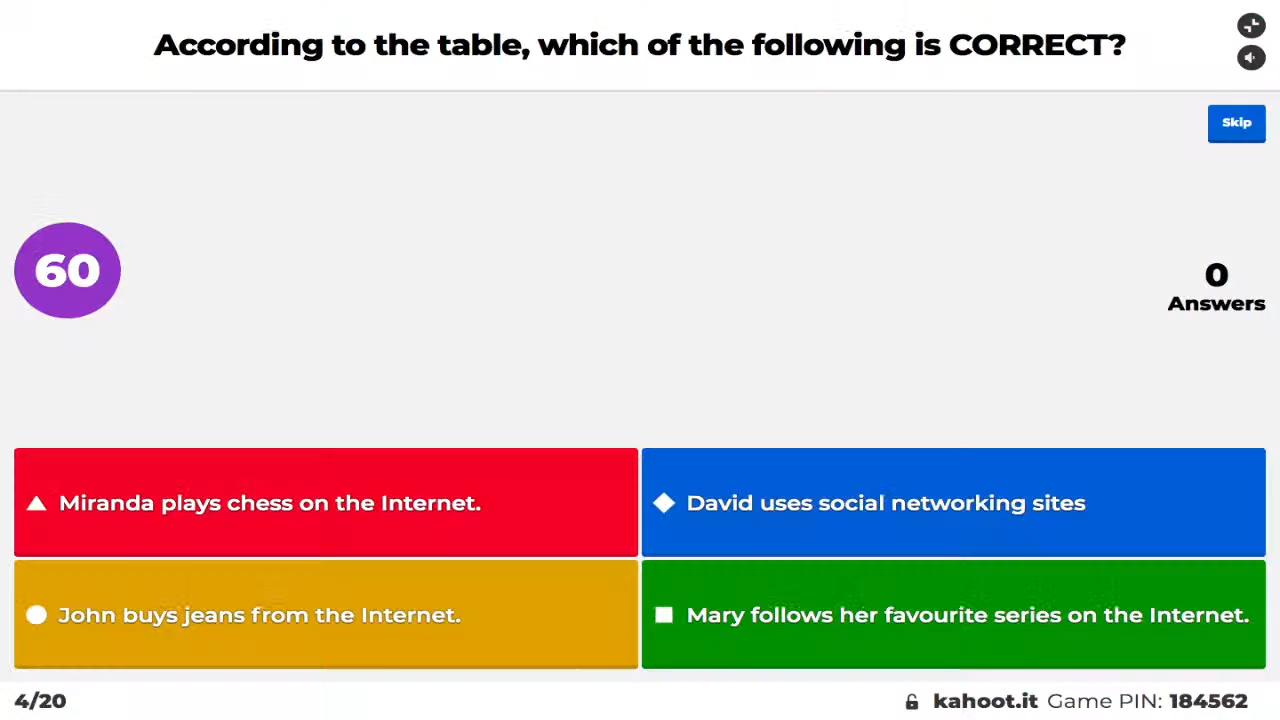 According to the table, which of the following is CORRECT?
Skip
60
0
Answers
Miranda plays chess on the Internet.
David uses social networking sites
John buys jeans from the Internet.
Mary follows her favourite series on the Internet.
4/20
kahoot.it Game PIN: 184562